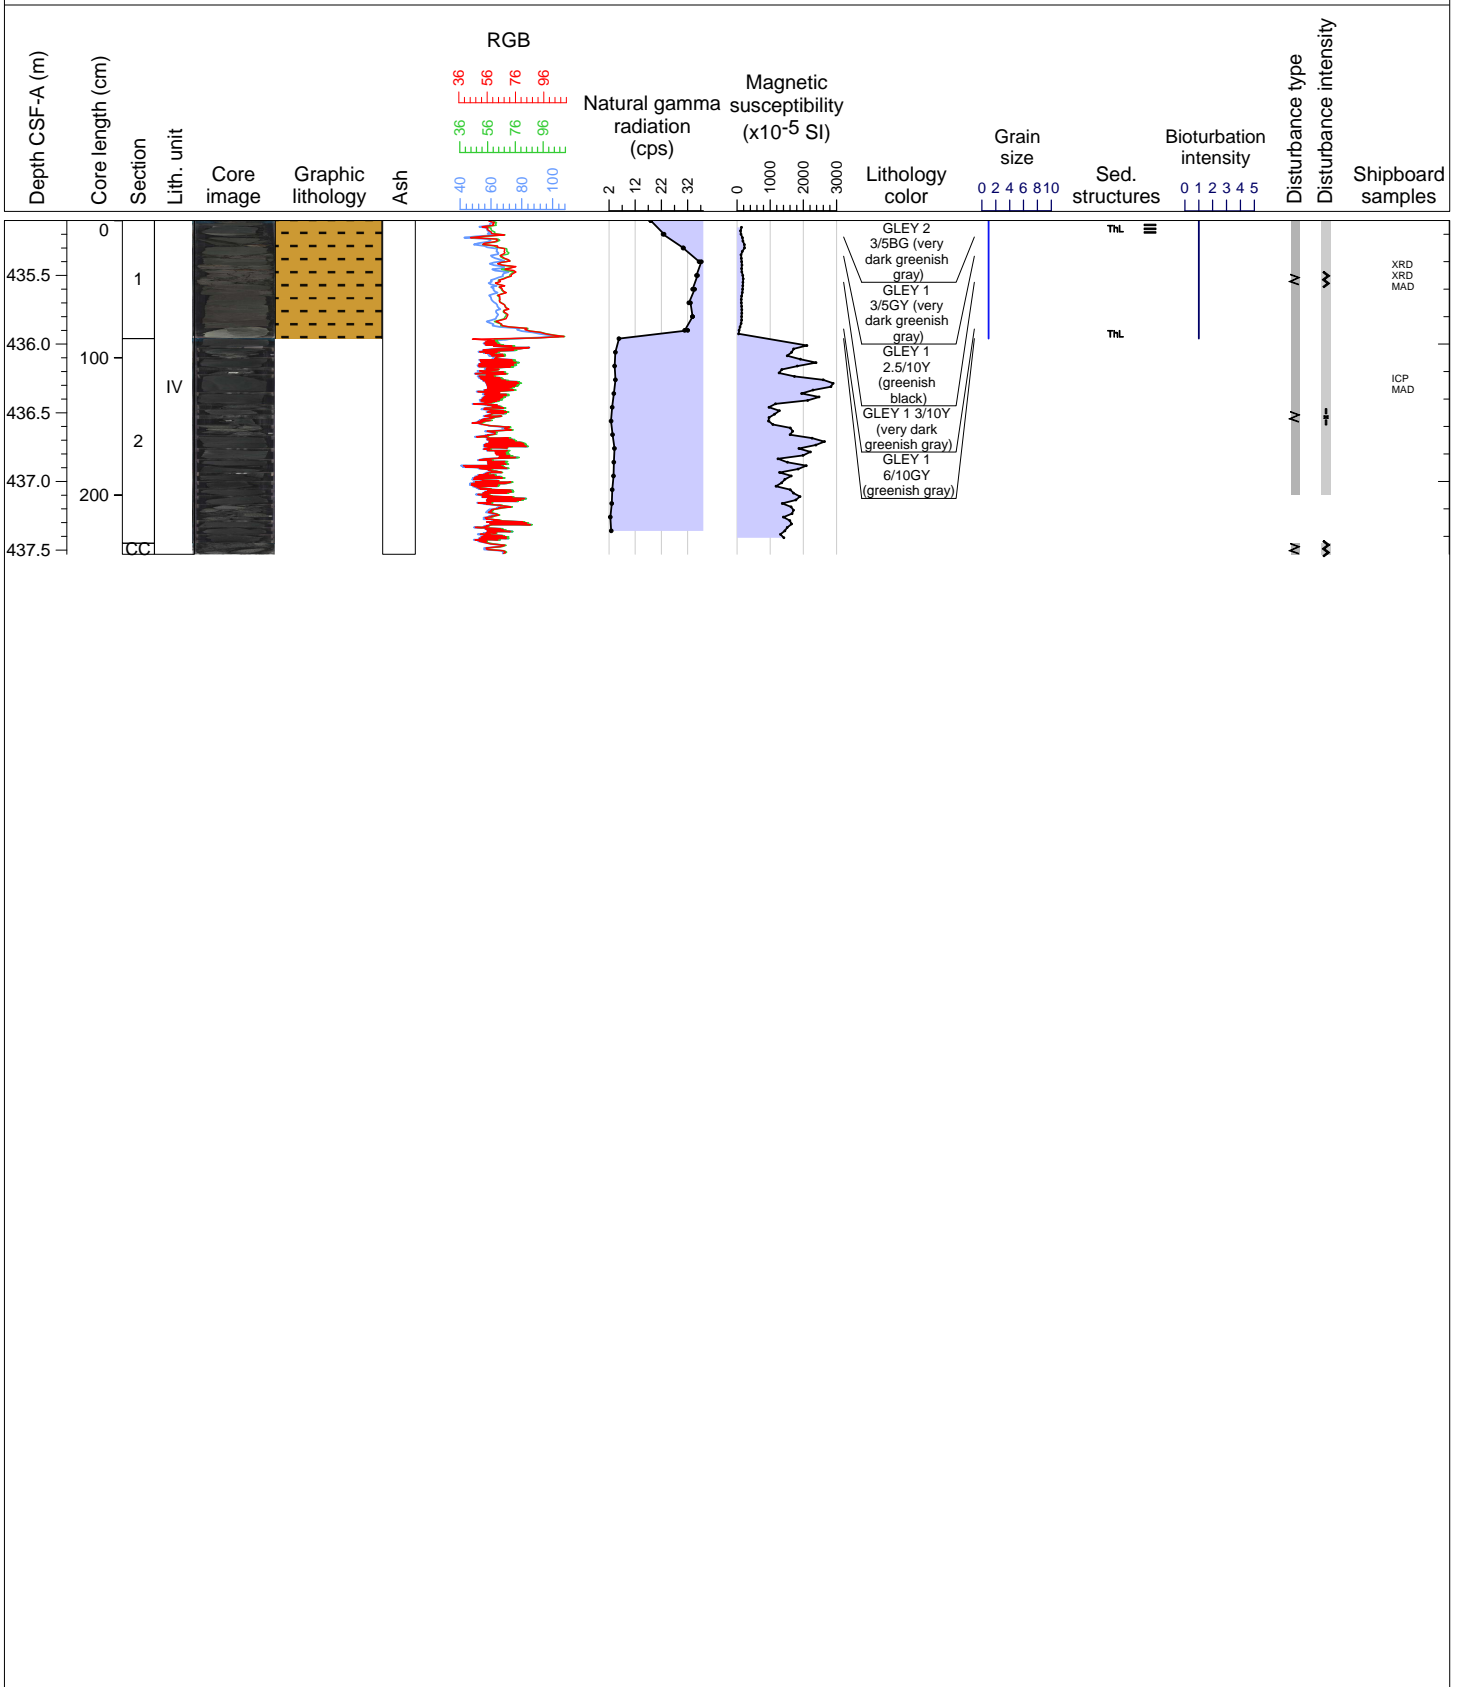 Depth CSF-A (m)
Core length (cm)
Section
Lith. unit
Core
image
Graphic
lithology
Ash
RGB
36 56 76 96
36 56 76 96
40 60 80 100
Natural gamma
radiation
(cps)
2 12 22 32
Magnetic
susceptibility
(x10-5 SI)
0 1000 2000 3000
Lithology
color
Grain
size
0 2 4 6 8 10
Sed.
structures
Bioturbation
intensity
0 1 2 3 4 5
Disturbance type
Disturbance intensity
Shipboard
samples
435.5
436.0
436.5
437.0
437.5
0
100
200
1
2
CC
IV
GLEY 2
3/5BG (very
dark greenish
gray)
GLEY 1
3/5GY (very
dark greenish
gray)
GLEY 1
2.5/10Y
(greenish
black)
GLEY 1 3/10Y
(very dark
greenish gray)
GLEY 1
6/10GY
(greenish gray)
ThL
ThL
XRD
XRD
MAD
ICP
MAD